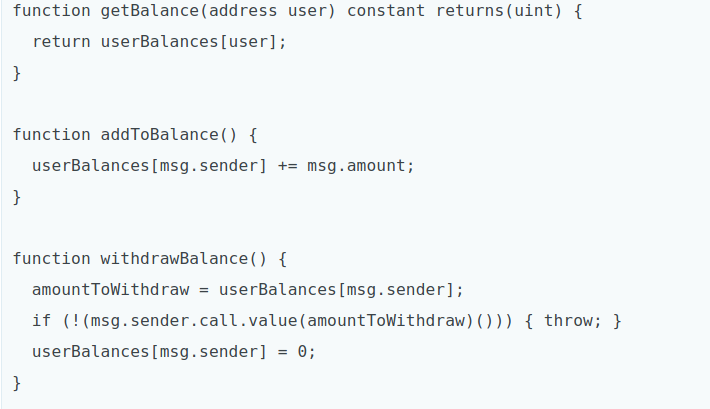 function getBalance(address user) constant returns(uint) {
  return userBalances[user];
}

function addToBalance() {
  userBalances[msg.sender] += msg.amount;
}

function withdrawBalance() {
  amountToWithdraw = userBalances[msg.sender];
  if (!(msg.sender.call.value(amountToWithdraw)())) { throw; }
  userBalances[msg.sender] = 0;
}